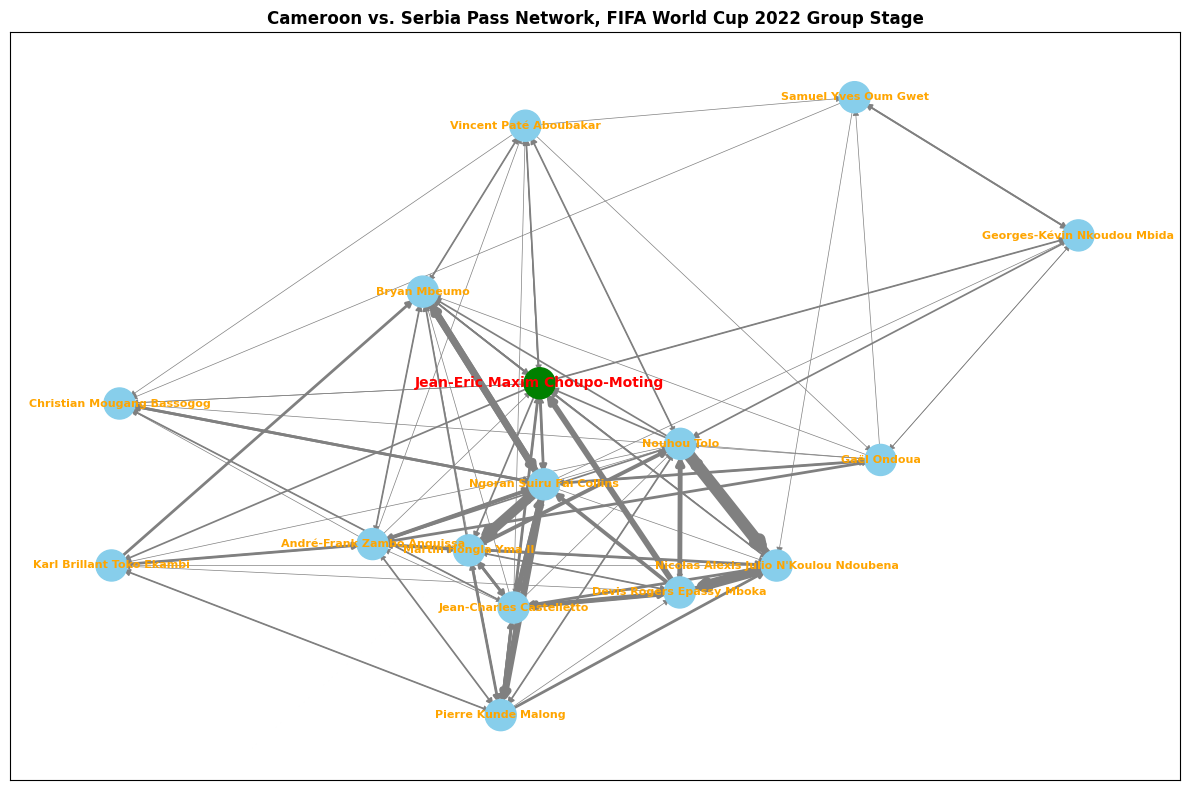 Cameroon vs. Serbia Pass Network, FIFA World Cup 2022 Group Stage
Samuel Yves Oum Gwet
Vincent Paté Aboubakar
Georges-Kévin Nkoudou Mbida
Bryan Mbeumo
Jean-Eric Maxim Choupo-Moting
Christian Mougang Bassogog
Nouhou Tolo
Gaël Ondoua
Ngoran Suiru Fai Collins
André-Frank Zambo Anguissa
Martin Hongla Yma II
Karl Brillant Toko Ekambi
Nicolas Alexis Julio N'Koulou Ndoubena
Devis Rogers Epassy Mboka
Jean-Charles Castelletto
Pierre Kunde Malong